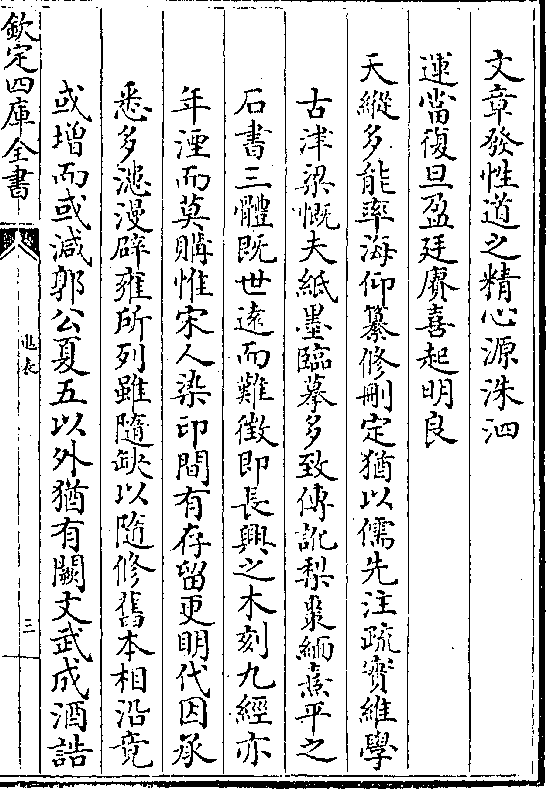 文章發性道之精心源洙泗
運當復旦盈廷賡喜起明良
天縱多能率海仰纂修刪定猶以儒先注疏實維學
古津梁慨夫紙墨臨摹多致傳訛梨棗緬熹平之
石書三體既世遠而難徵即長興之木刻九經亦
年湮而莫購惟宋人染印間有存留更明代因承
悉多漶漫辟雍所列雖隨缺以隨修舊本相沿竟
或增而或減郭公夏五以外猶有闕文武成酒誥
欽定四庫全書
進表
三